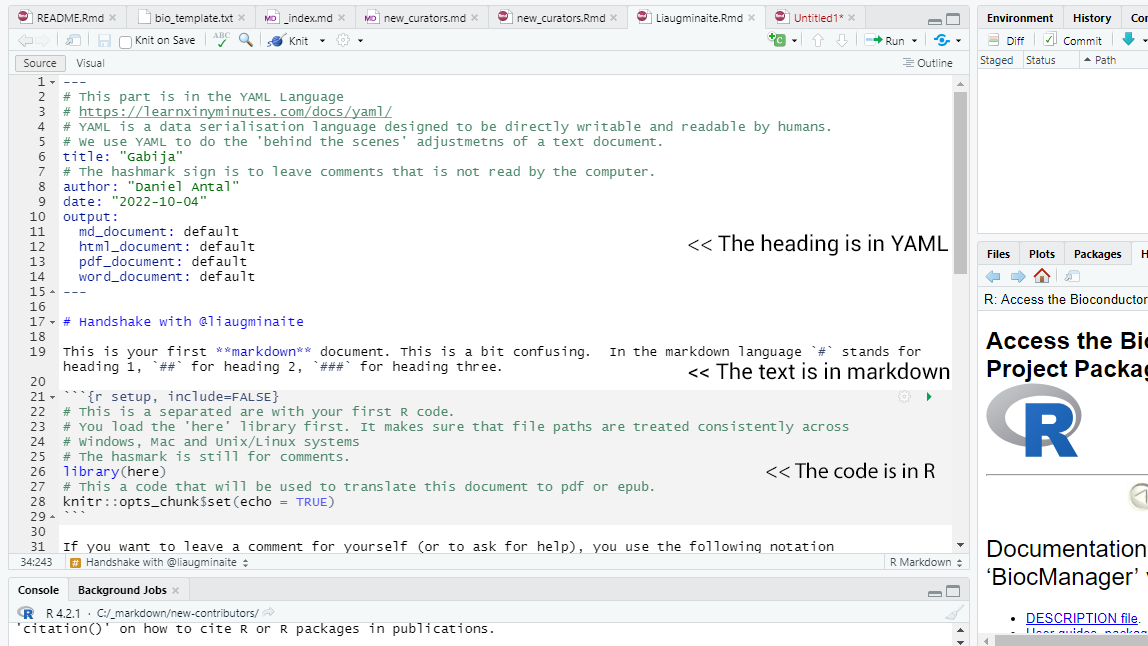 README.Rmd
bio_template.txt
_index.md
new_curators.md
new_curators.Rmd
Liaugminaite.Rmd
Untitled1*
Knit on Save
ABC
Knit
Run
Source
Visual
Outline
1 ---
2 # This part is in the YAML Language
3 # https://learnxinyminutes.com/docs/yaml/
4 # YAML is a data serialisation language designed to be directly writable and readable by humans.
5 # We use YAML to do the 'behind the scenes' adjustmetns of a text document.
6 title: "Gabija"
7 # The hashmark sign is to leave comments that is not read by the computer.
8 author: "Daniel Antal"
9 date: "2022-10-04"
10 output:
11 md_document: default
12 html_document: default
13 pdf_document: default
14 word_document: default
15 ---
16
17 # Handshake with @liaugminaite
18
19 This is your first **markdown** document. This is a bit confusing.  In the markdown language `#` stands for
heading 1, `##` for heading 2, `###` for heading three.
20
21 ```{r setup, include=FALSE}
22 # This is a separated are with your first R code.
23 # You load the 'here' library first. It makes sure that file paths are treated consistently across
24 # Windows, Mac and Unix/Linux systems
25 # The hasmark is still for comments.
26 library(here)
27 # This a code that will be used to translate this document to pdf or epub.
28 knitr::opts_chunk$set(echo = TRUE)
29 ```
30
31 If you want to leave a comment for yourself (or to ask for help), you use the following notation
<< The heading is in YAML
<< The text is in markdown
<< The code is in R
34:243
# Handshake with @liaugminaite
R Markdown
Console
Background Jobs
R 4.2.1 · C:/_markdown/new-contributors/
'citation()' on how to cite R or R packages in publications.
Environment
History
Co
Diff
Commit
Staged
Status
Path
Files
Plots
Packages
H
R: Access the Bioconductor
Access the Bio
Project Packag
R
Documentation
'BiocManager' v
DESCRIPTION file.
User guides, packag